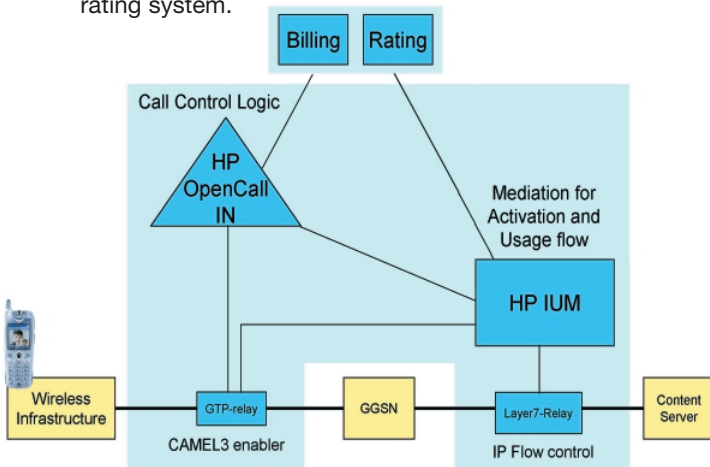 rating system.
Billing
Rating
Call Control Logic
HP
OpenCall
IN
Mediation for
Activation and
Usage flow
HP IUM
Wireless
Infrastructure
GTP-relay
GGSN
Layer7-Relay
Content
Server
CAMEL3 enabler
IP Flow control